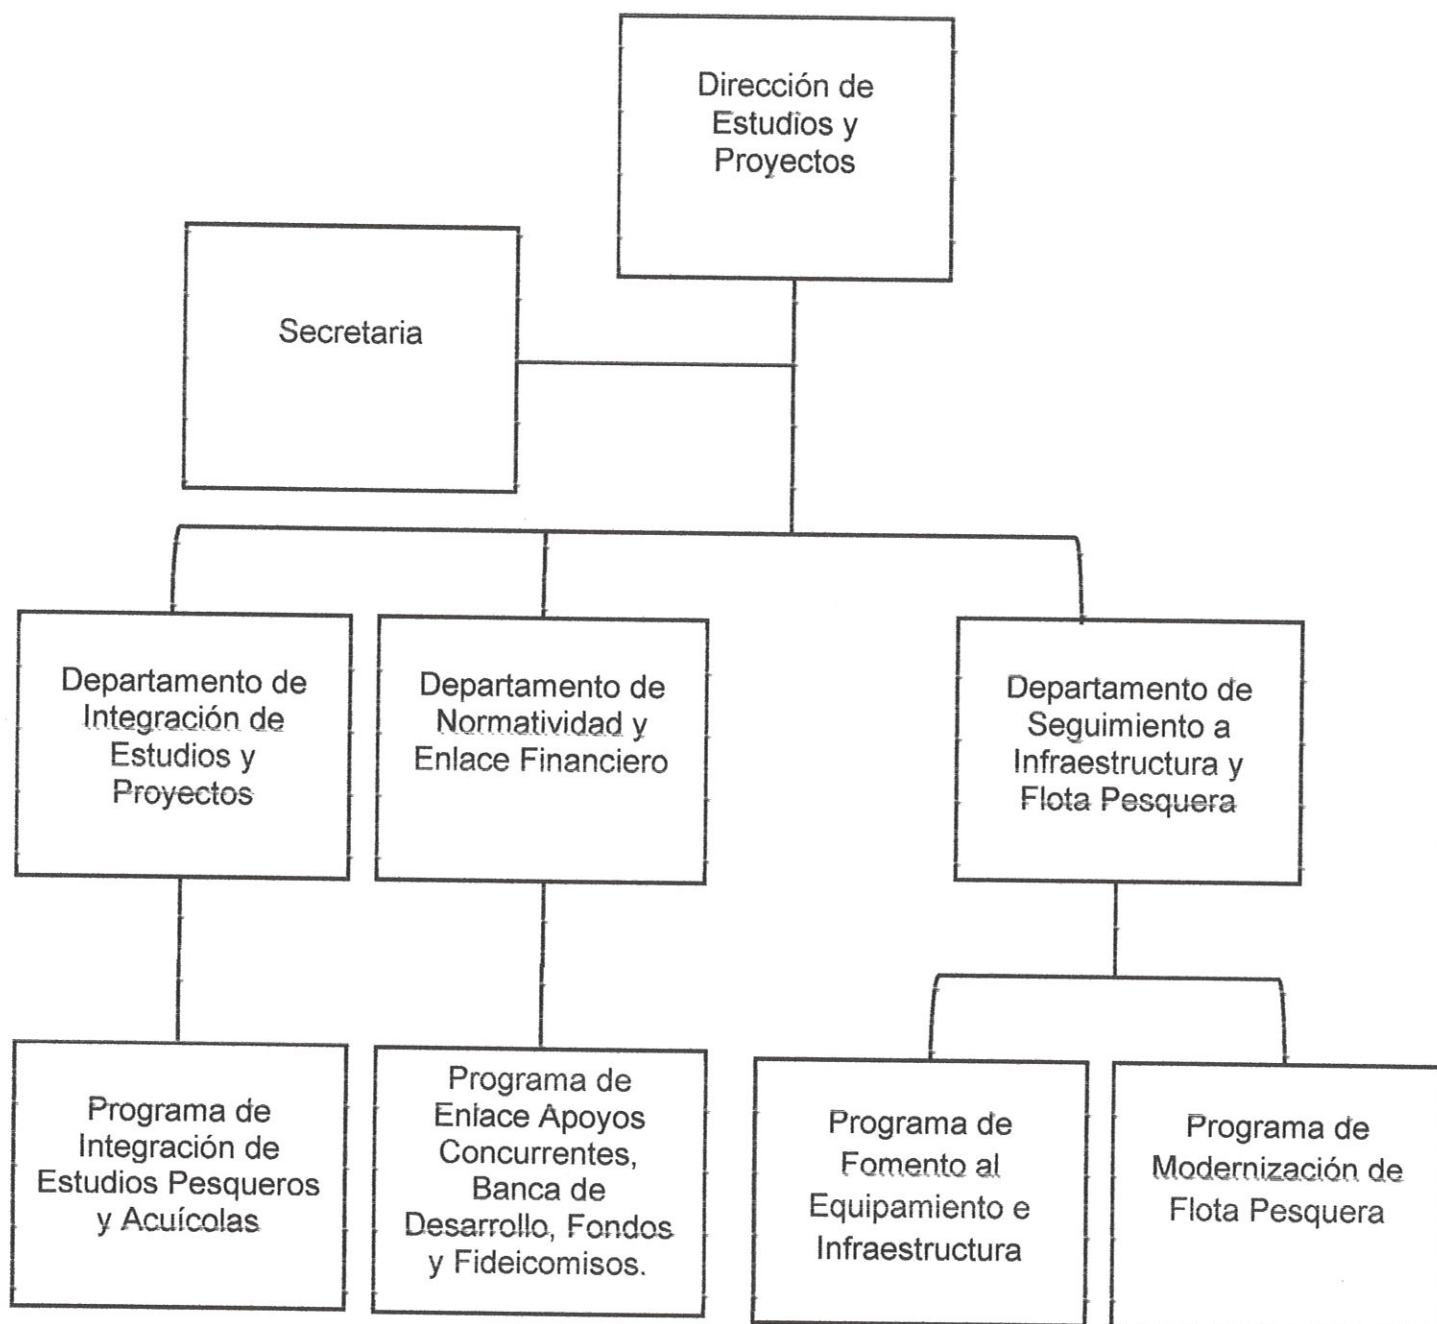 Dirección de
Estudios y
Proyectos
Secretaria
Departamento de
Integración de
Estudios y
Proyectos
Departamento de
Normatividad y
Enlace Financiero
Departamento de
Seguimiento a
Infraestructura y
Flota Pesquera
Programa de
Integración de
Estudios Pesqueros
y Acuícolas
Programa de
Enlace Apoyos
Concurrentes,
Banca de
Desarrollo, Fondos
y Fideicomisos.
Programa de
Fomento al
Equipamiento e
Infraestructura
Programa de
Modernización de
Flota Pesquera